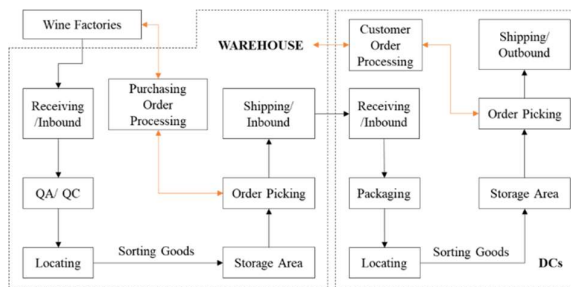 Wine Factories
WAREHOUSE
Customer
Order
Processing
Shipping/
Outbound
Receiving
/Inbound
Purchasing
Order
Processing
Shipping/
Inbound
Receiving
/Inbound
Order Picking
QA/ QC
Order Picking
Packaging
Storage Area
Locating
Sorting Goods
Storage Area
Locating
Sorting Goods
DCs